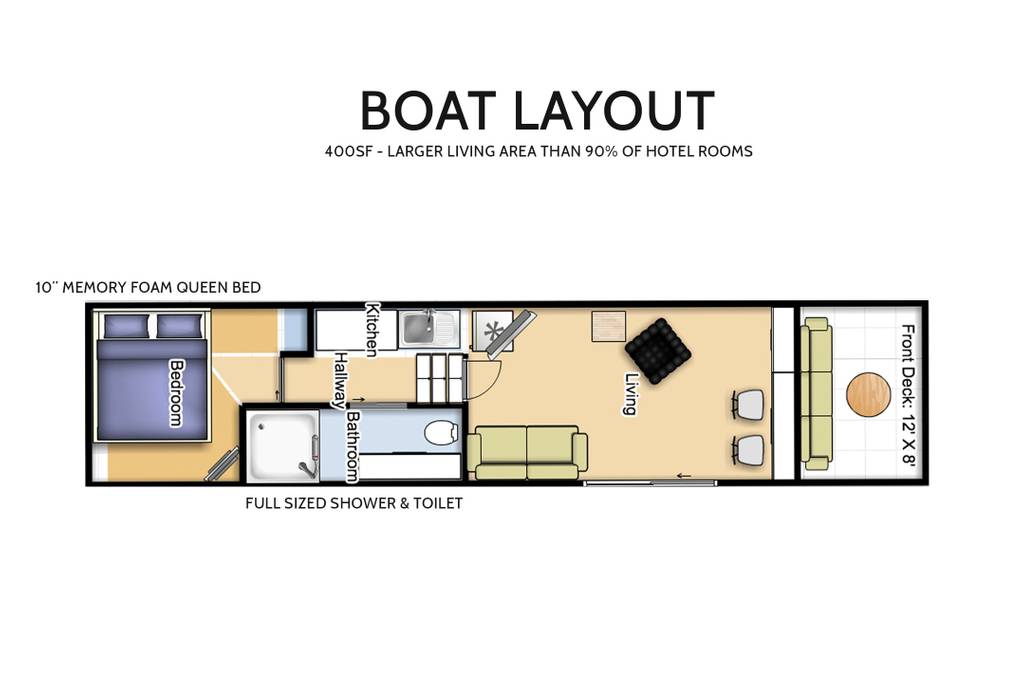 BOAT LAYOUT
400SF - LARGER LIVING AREA THAN 90% OF HOTEL ROOMS
10" MEMORY FOAM QUEEN BED
Bedroom
Kitchen
Hallway
Bathroom
Living
Front Deck: 12' X 8'
FULL SIZED SHOWER & TOILET